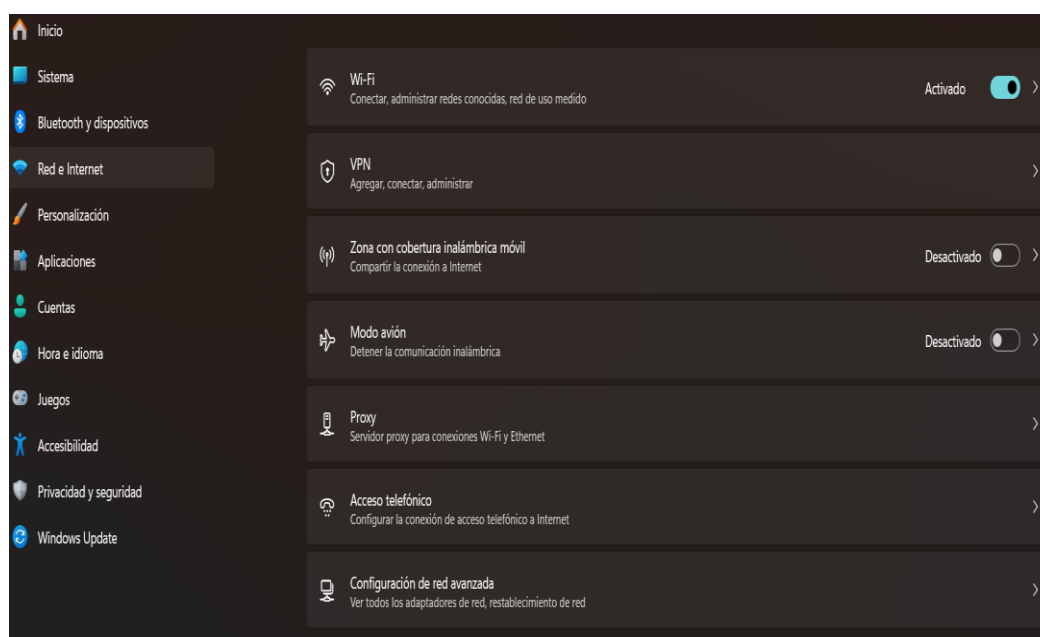 Inicio
Sistema
Bluetooth y dispositivos
Red e Internet
Personalización
Aplicaciones
Cuentas
Hora e idioma
Juegos
Accesibilidad
Privacidad y seguridad
Windows Update
Wi-Fi
Conectar, administrar redes conocidas, red de uso medido
Activado
VPN
Agregar, conectar, administrar
Zona con cobertura inalámbrica móvil
Compartir la conexión a Internet
Desactivado
Modo avión
Detener la comunicación inalámbrica
Desactivado
Proxy
Servidor proxy para conexiones Wi-Fi y Ethernet
Acceso telefónico
Configurar la conexión de acceso telefónico a Internet
Configuración de red avanzada
Ver todos los adaptadores de red, restablecimiento de red